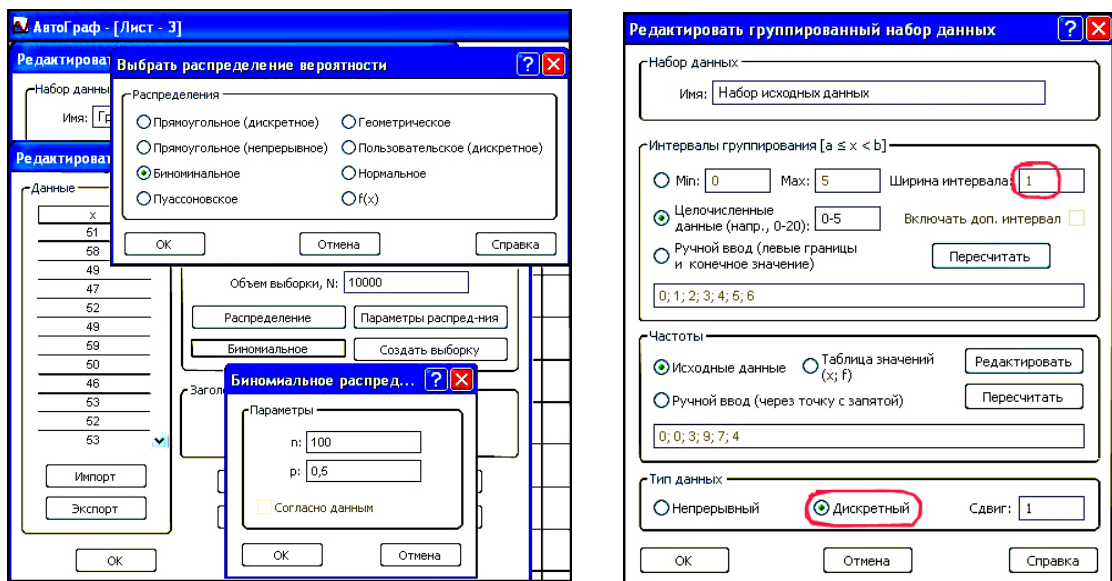 АвтоГраф - [Лист - 3]
Редактироват
Выбрать распределение вероятности
Набор данны
Имя:
Распределения
Прямоугольное (дискретное)
Геометрическое
Прямоугольное (непрерывное)
Пользовательское (дискретное)
Биноминальное
Нормальное
Пуассоновское
f(x)
ОК
Отмена
Справка
Редактироват
Данные
x
51
58
49
47
52
49
59
50
46
53
52
53
Импорт
Экспорт
ОК
Объем выборки, N: 10000
Распределение
Параметры распред-ния
Биномиальное
Создать выборку
Загол
Биномиальное распред...
Параметры
n: 100
p: 0,5
Согласно данным
ОК
Отмена
Редактировать группированный набор данных
Набор данных
Имя: Набор исходных данных
Интервалы группирования [a ≤ x < b]
Min: 0
Max: 5
Ширина интервала: 1
Целочисленные
данные (напр., 0-20): 0-5
Включать доп. интервал
Ручной ввод (левые границы
и конечное значение)
Пересчитать
0; 1; 2; 3; 4; 5; 6
Частоты
Исходные данные
Таблица значений
(x; f)
Редактировать
Ручной ввод (через точку с запятой)
Пересчитать
0; 0; 3; 9; 7; 4
Тип данных
Непрерывный
Дискретный
Сдвиг: 1
ОК
Отмена
Справка